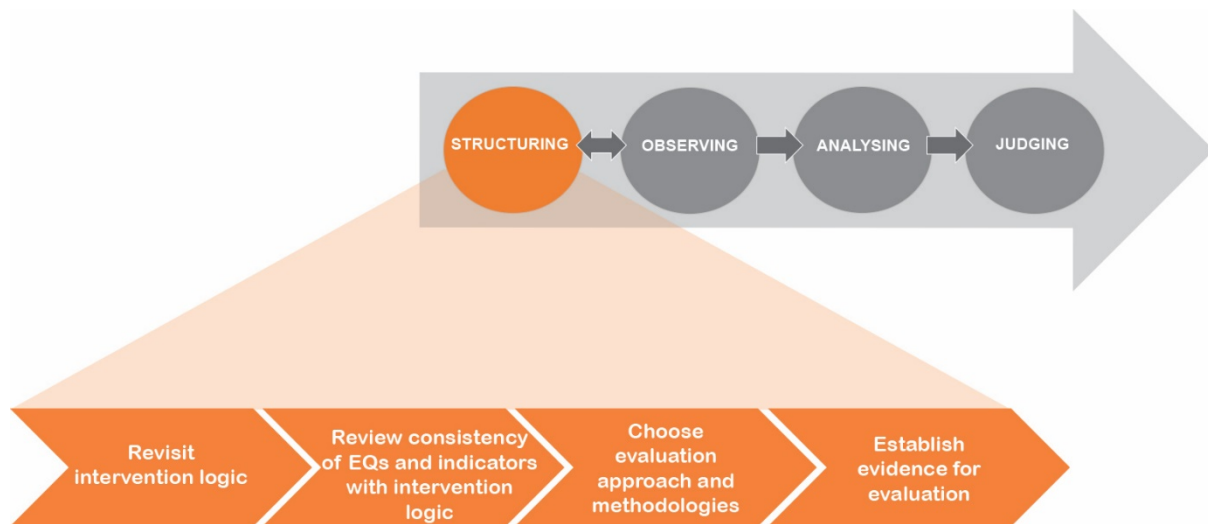 STRUCTURING
OBSERVING
ANALYSING
JUDGING
Revisit
intervention logic
Review consistency
of EQs and indicators
with intervention
logic
Choose
evaluation
approach and
methodologies
Establish
evidence for
evaluation